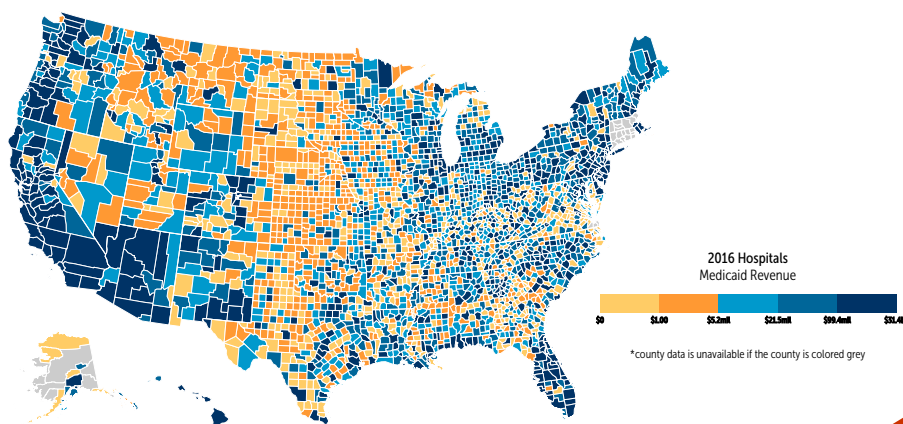 2016 Hospitals
Medicaid Revenue
$0 $1.00 $5.2mil $21.5mil $99.4mil
*county data is unavailable if the county is colored grey